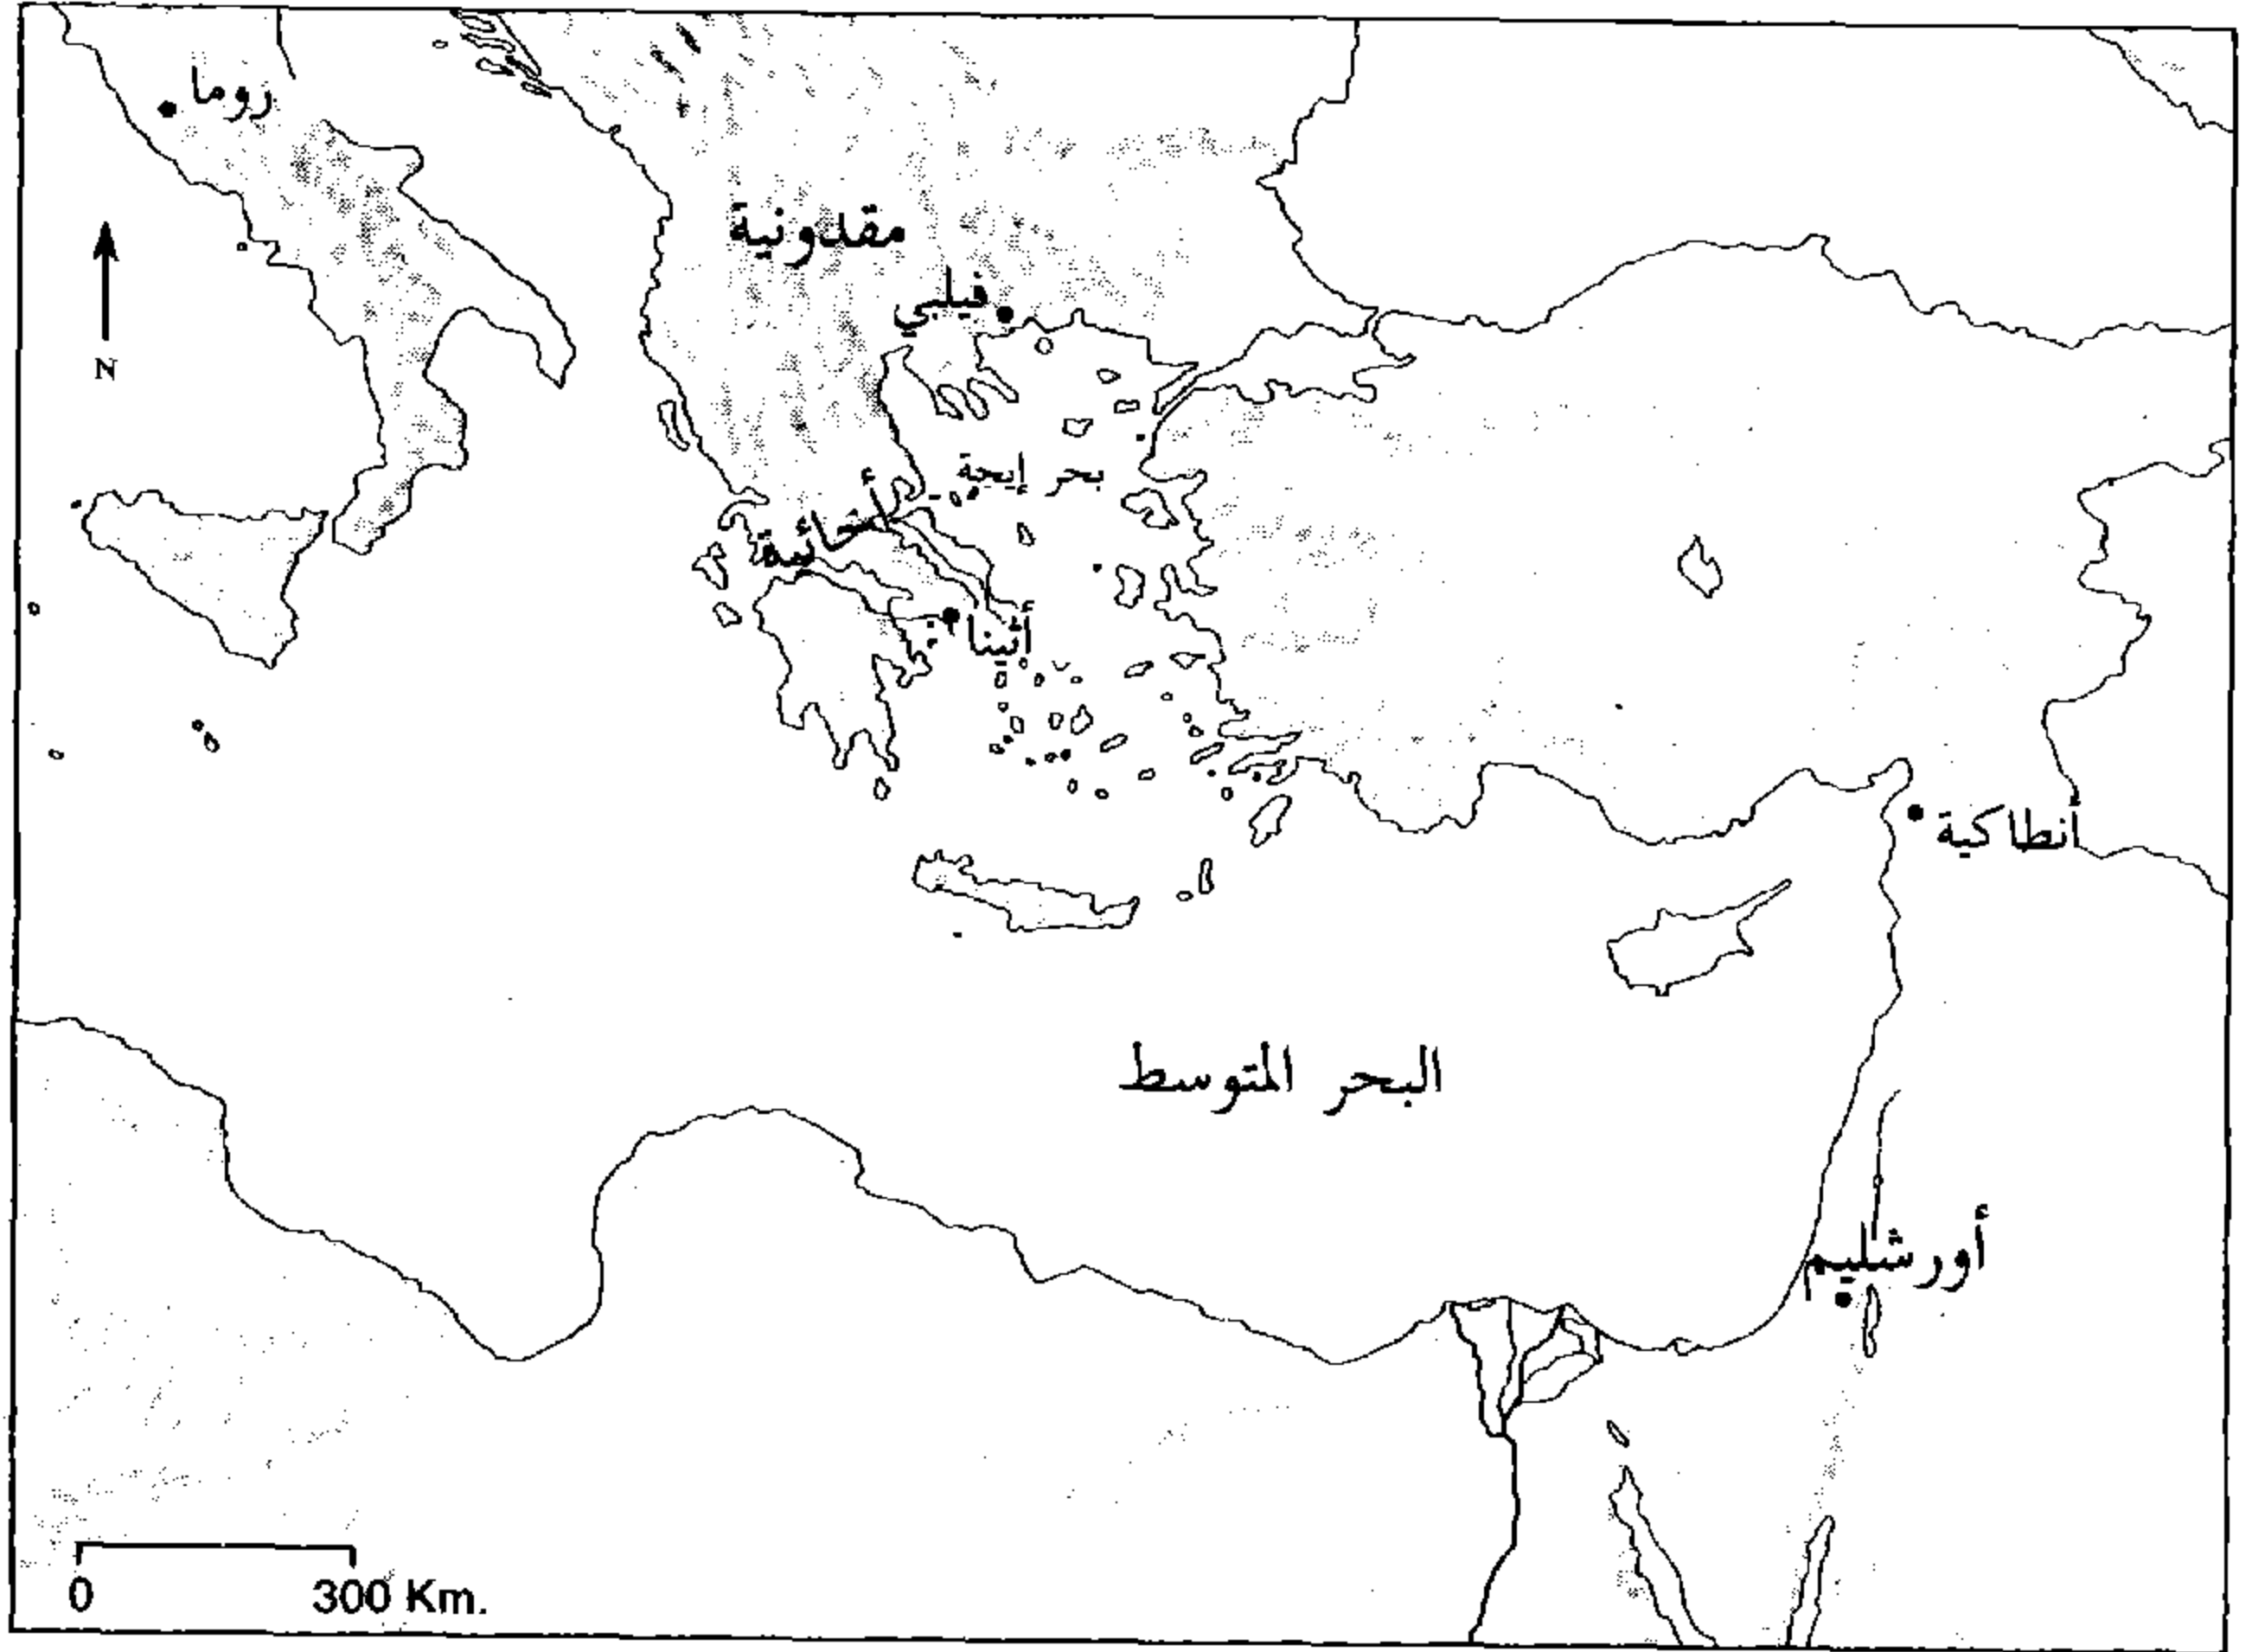 روما
مقدونية
فيلبي
N
بحر إيجة
أخائية
أثينا
أنطاكية
البحر المتوسط
أورشليم
0 300 Km.